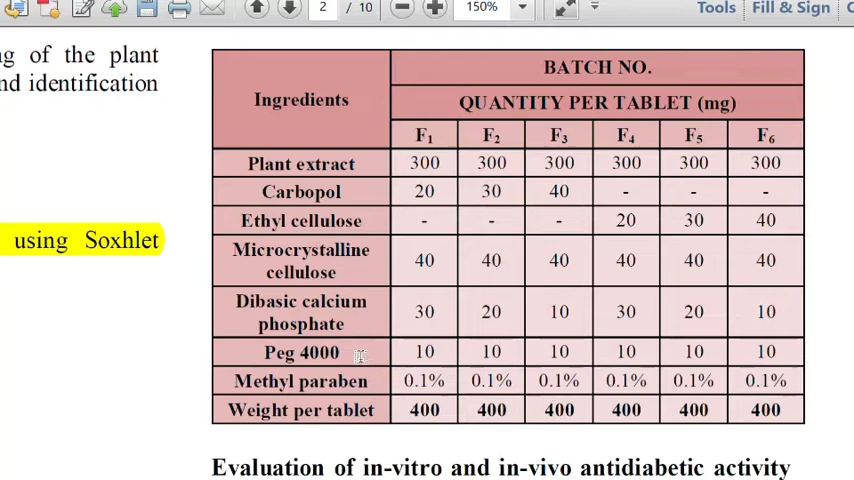 2 / 10 150% Tools Fill & Sign
ng of the plant
nd identification
using Soxhlet
Ingredients BATCH NO.
QUANTITY PER TABLET (mg)
F₁ F₂ F₃ F₄ F₅ F₆
Plant extract 300 300 300 300 300 300
Carbopol 20 30 40 - - -
Ethyl cellulose - - - 20 30 40
Microcrystalline
cellulose 40 40 40 40 40 40
Dibasic calcium
phosphate 30 20 10 30 20 10
Peg 4000 10 10 10 10 10 10
Methyl paraben 0.1% 0.1% 0.1% 0.1% 0.1% 0.1%
Weight per tablet 400 400 400 400 400 400
Evaluation of in-vitro and in-vivo antidiabetic activity